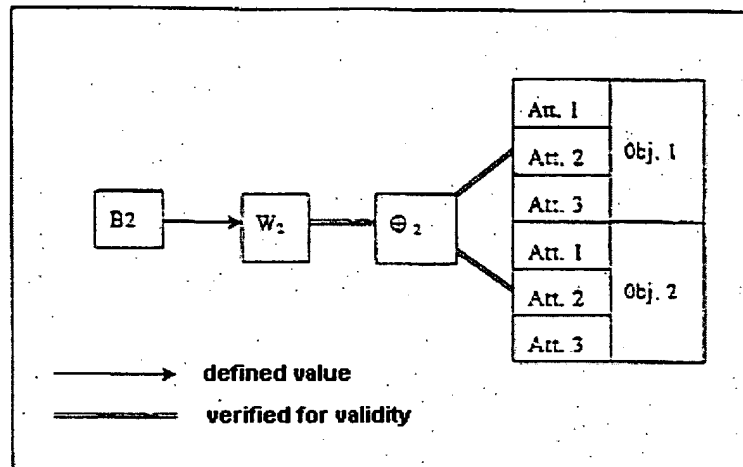 Att. 1
Att. 2
Obj. 1
Att. 3
B2
W₂
Θ ₂
Att. 1
Att. 2
Obj. 2
Att. 3
defined value
verified for validity